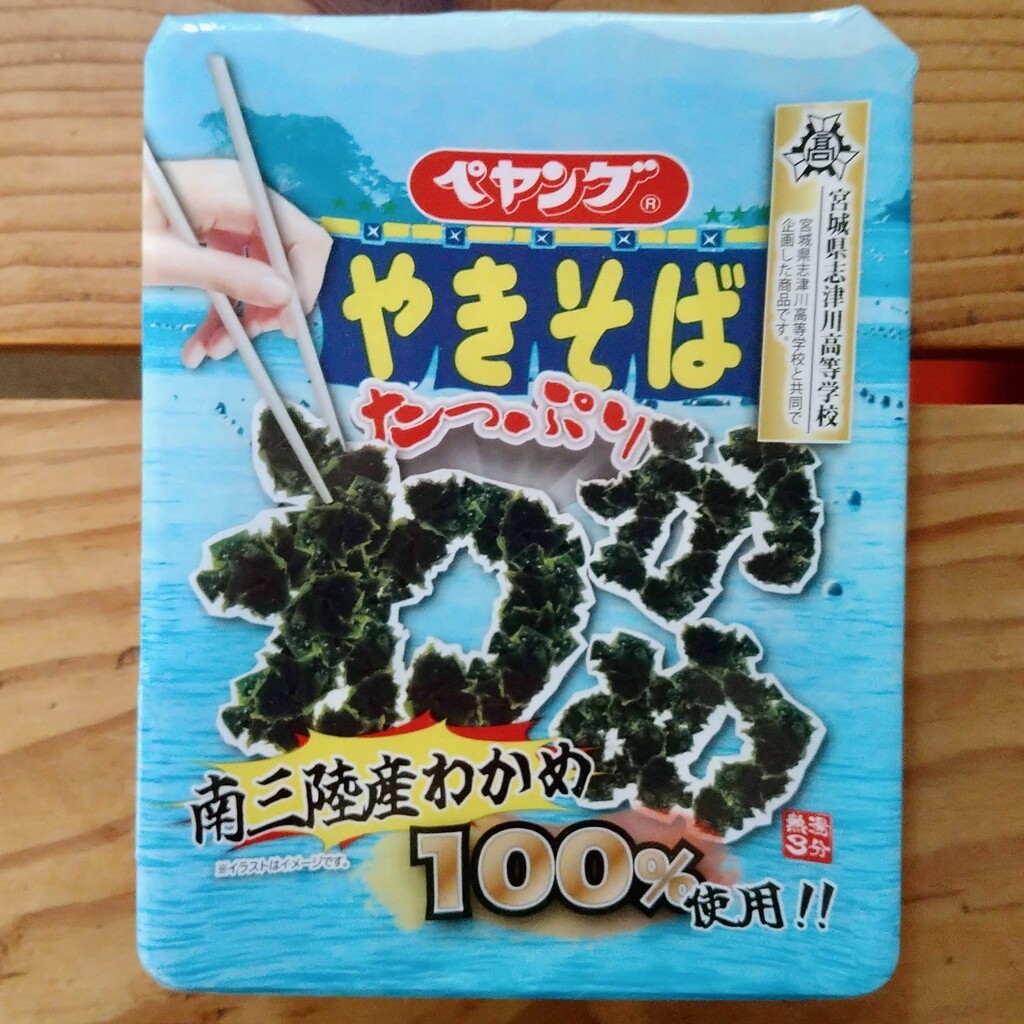 ペヤング®
やきそば
たっぷり
わかめ
髙
宮城県志津川高等学校
宮城県志津川高等学校と共同で
企画した商品です。
南三陸産わかめ
100%使用!!
※イラストはイメージです。
熱湯
3分